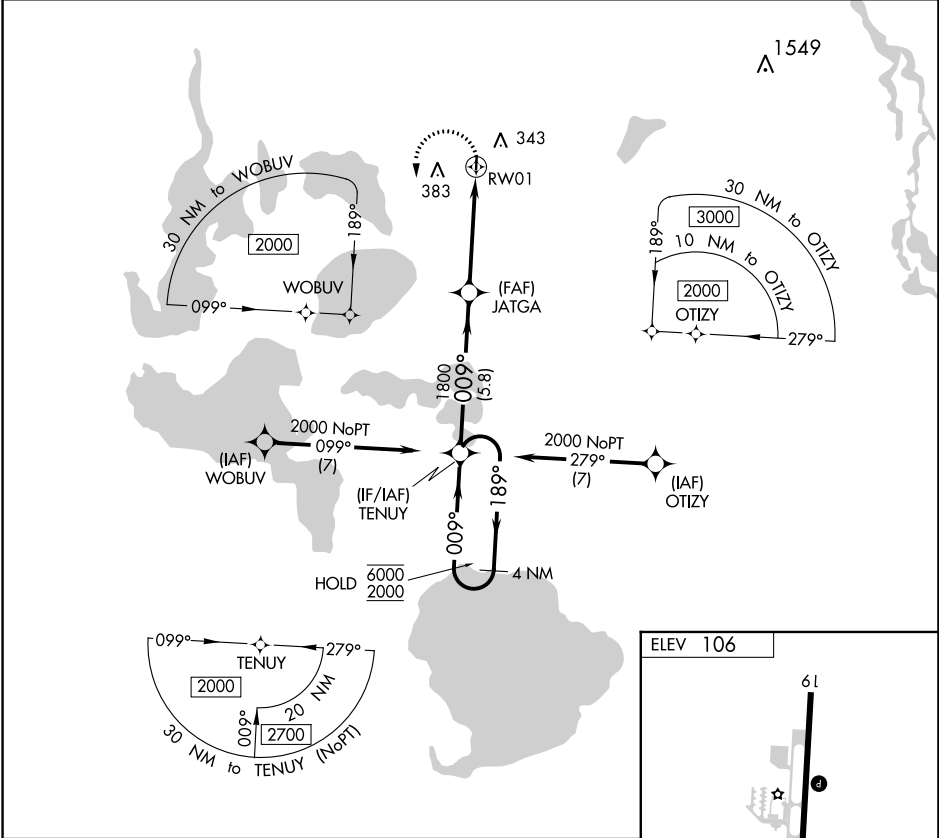 1549
343
383
RW01
30 NM to WOBUV
2000
189°
099°
WOBUV
30 NM to OTIZY
3000
10 NM to OTIZY
189°
2000
OTIZY
279°
(FAF)
JATGA
1800
009°
(5.8)
2000 NoPT
099°
(7)
(IAF)
WOBUV
2000 NoPT
279°
(7)
(IAF)
OTIZY
(IF/IAF)
TENUY
009°
189°
HOLD
6000
2000
4 NM
099°
279°
TENUY
2000
009°
20 NM
2700
30 NM to TENUY (NoPT)
ELEV 106
19
P